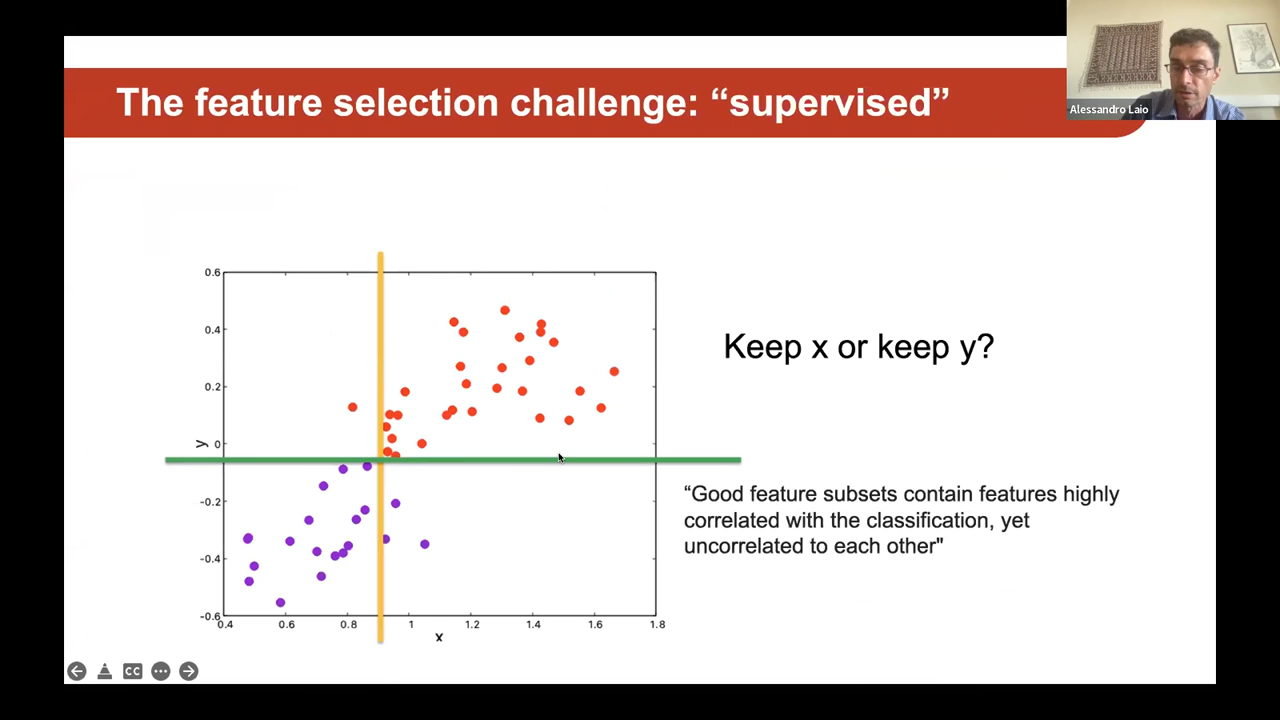 The feature selection challenge: “supervised”
Alessandro Laio
0.6
0.4
0.2
0
-0.2
-0.4
-0.6
y
0.4 0.6 0.8 1 1.2 1.4 1.6 1.8
x
Keep x or keep y?
“Good feature subsets contain features highly
correlated with the classification, yet
uncorrelated to each other"
CC